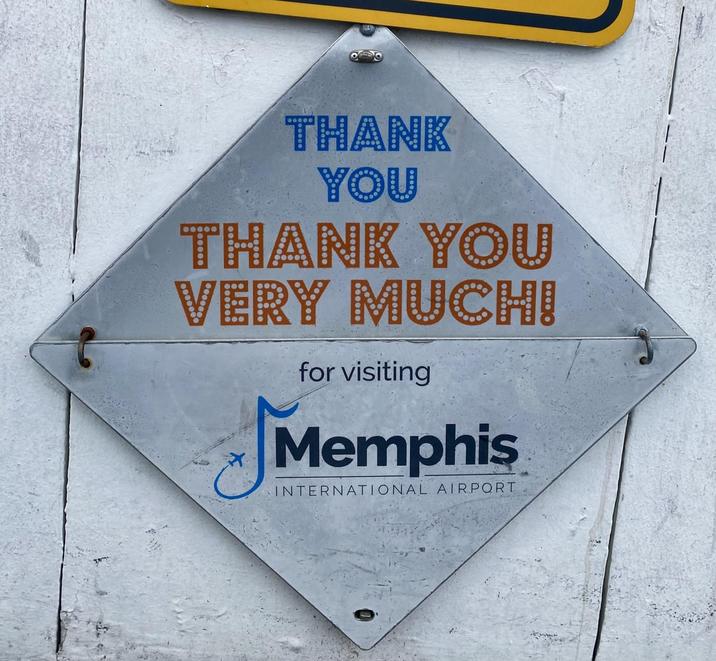 THANK
YOU
THANK YOU
VERY MUCH!
for visiting
Memphis
INTERNATIONAL AIRPORT